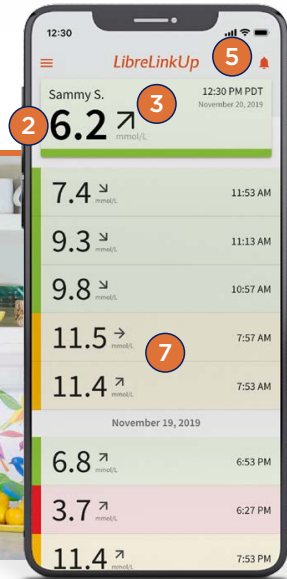 12:30
LibreLinkUp
5
Sammy S.
12:30 PM PDT
November 20, 2019
2
6.2
3
mmol/L
7.4 mmol/L 11:53 AM
9.3 mmol/L 11:13 AM
9.8 mmol/L 10:57 AM
11.5 mmol/L 7:57 AM
7
11.4 mmol/L 7:53 AM
November 19, 2019
6.8 mmol/L 6:53 PM
3.7 mmol/L 6:27 PM
11.4 mmol/L 7:53 PM